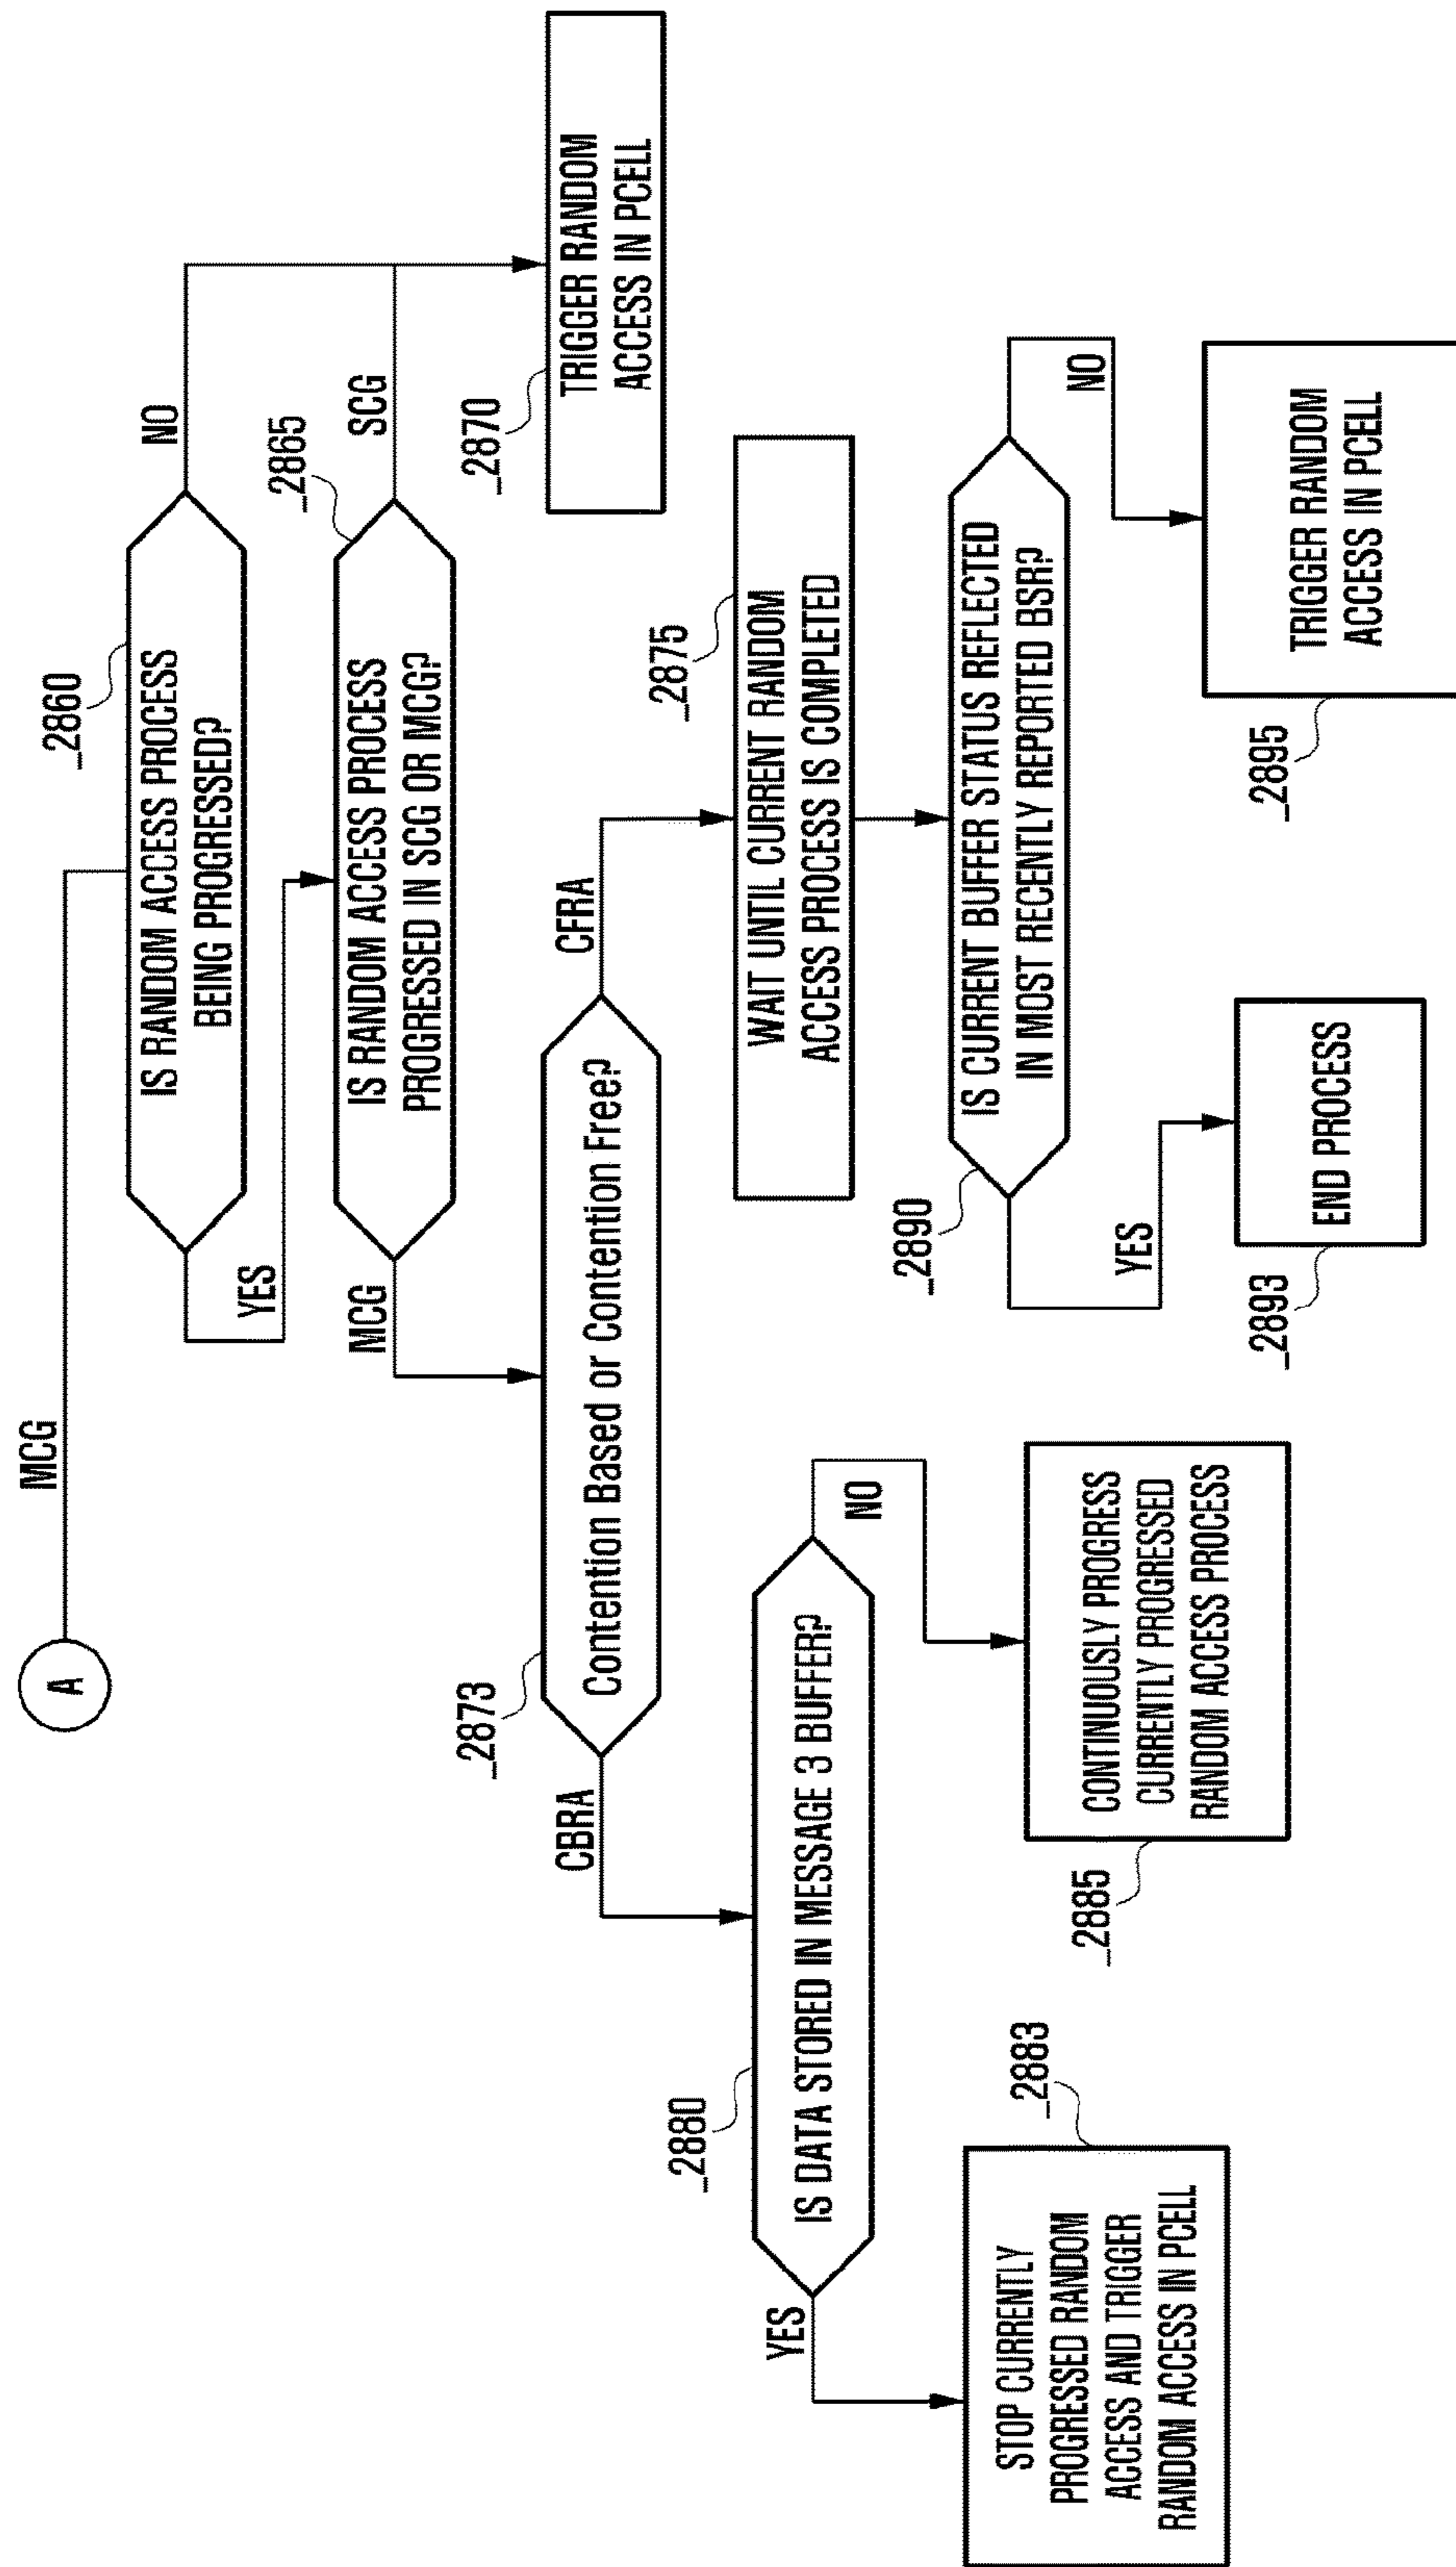 A
MCG
2860
IS RANDOM ACCESS PROCESS
BEING PROGRESSED?
NO
YES
2865
IS RANDOM ACCESS PROCESS
PROGRESSED IN SCG OR MCG?
SCG
MCG
2870
TRIGGER RANDOM
ACCESS IN PCELL
2873
Contention Based or Contention Free?
CBRA
CFRA
2875
WAIT UNTIL CURRENT RANDOM
ACCESS PROCESS IS COMPLETED
2880
IS DATA STORED IN MESSAGE 3 BUFFER?
YES
NO
2883
STOP CURRENTLY
PROGRESSED RANDOM
ACCESS AND TRIGGER
RANDOM ACCESS IN PCELL
2885
CONTINUOUSLY PROGRESS
CURRENTLY PROGRESSED
RANDOM ACCESS PROCESS
2890
IS CURRENT BUFFER STATUS REFLECTED
IN MOST RECENTLY REPORTED BSR?
YES
NO
2893
END PROCESS
2895
TRIGGER RANDOM
ACCESS IN PCELL